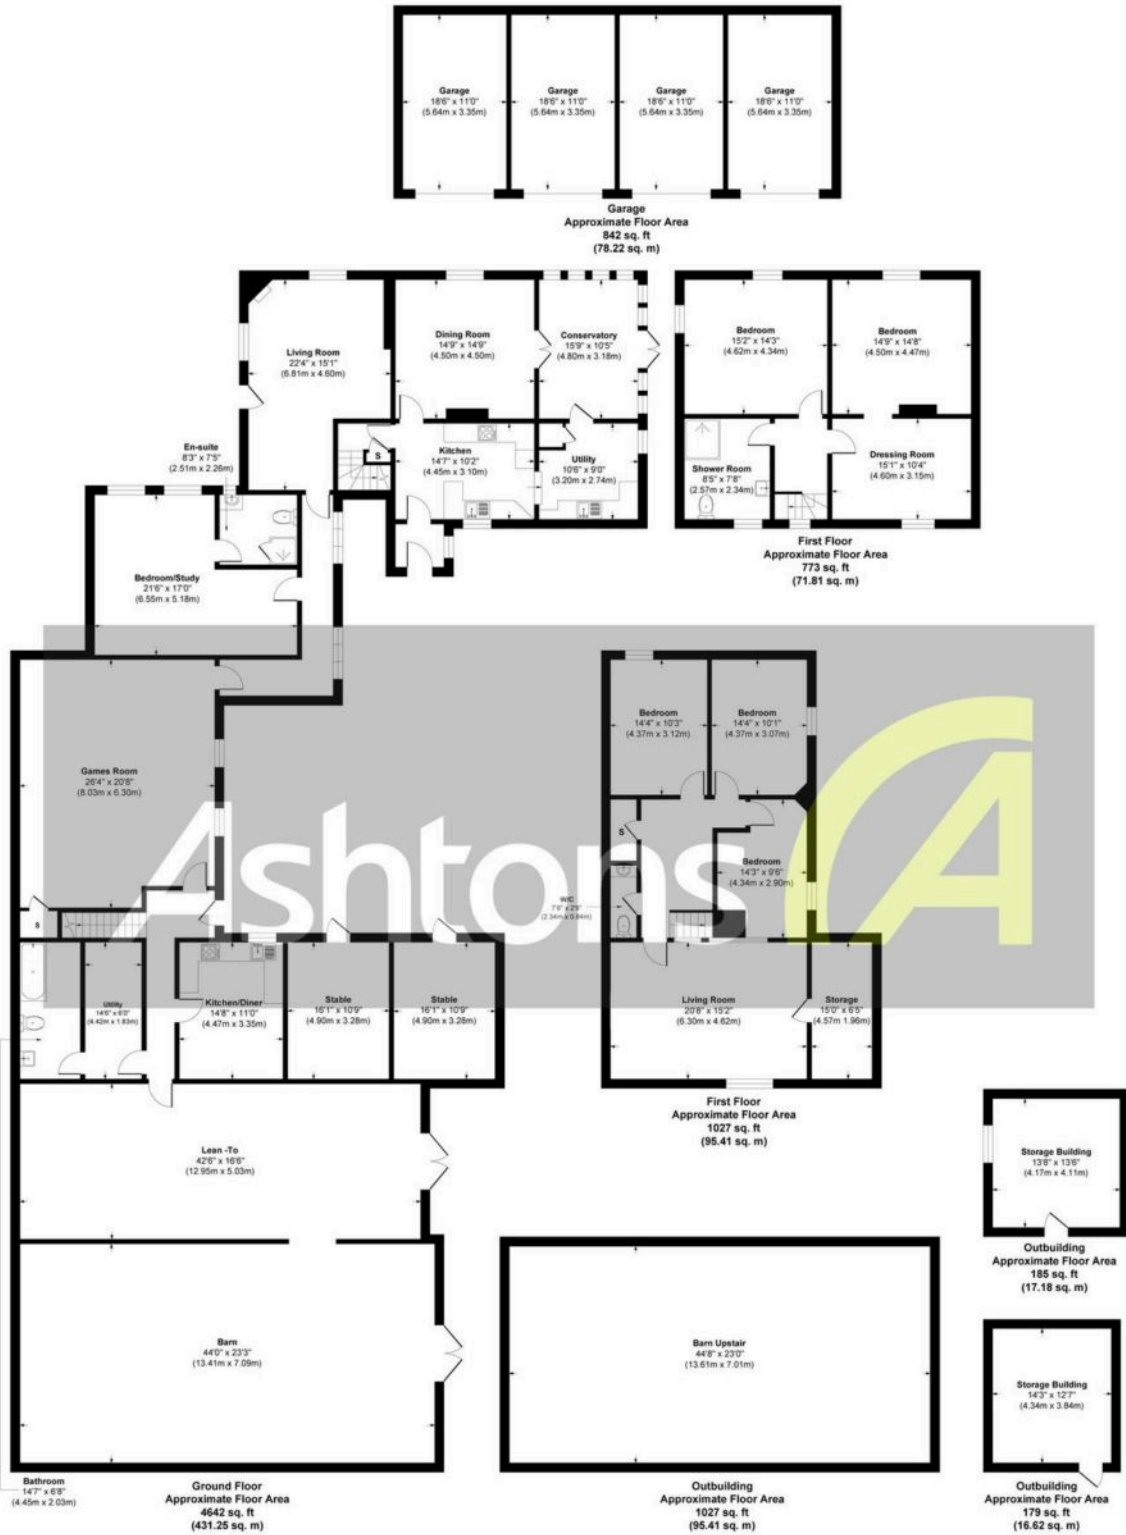 Garage
18'6" x 11'0"
(5.64m x 3.35m)
Garage
18'6" x 11'0"
(5.64m x 3.35m)
Garage
18'6" x 11'0"
(5.64m x 3.35m)
Garage
18'6" x 11'0"
(5.64m x 3.35m)
Garage
Approximate Floor Area
842 sq. ft
(78.22 sq. m)
Living Room
22'4" x 15'1"
(6.81m x 4.60m)
Dining Room
14'9" x 14'9"
(4.50m x 4.50m)
Conservatory
15'9" x 10'5"
(4.80m x 3.18m)
Bedroom
15'2" x 14'3"
(4.62m x 4.34m)
Bedroom
14'9" x 14'8"
(4.50m x 4.47m)
En-suite
8'3" x 7'5"
(2.51m x 2.26m)
S
Kitchen
14'7" x 10'2"
(4.45m x 3.10m)
Utility
10'6" x 9'0"
(3.20m x 2.74m)
Shower Room
8'5" x 7'8"
(2.57m x 2.34m)
Dressing Room
15'1" x 10'4"
(4.60m x 3.15m)
First Floor
Approximate Floor Area
773 sq. ft
(71.81 sq. m)
Bedroom/Study
21'6" x 17'0"
(6.55m x 5.18m)
Games Room
26'4" x 20'8"
(8.03m x 6.30m)
Bedroom
14'4" x 10'3"
(4.37m x 3.12m)
Bedroom
14'4" x 10'1"
(4.37m x 3.07m)
Ashtons
A
S
Bedroom
14'3" x 9'6"
(4.34m x 2.90m)
W/C
7'8" x 2'9"
(2.34m x 0.84m)
S
Utility
14'6" x 6'0"
(4.42m x 1.83m)
Kitchen/Diner
14'8" x 11'0"
(4.47m x 3.35m)
Stable
16'1" x 10'9"
(4.90m x 3.28m)
Stable
16'1" x 10'9"
(4.90m x 3.28m)
Living Room
20'8" x 15'2"
(6.30m x 4.62m)
Storage
15'0" x 6'5"
(4.57m 1.96m)
First Floor
Approximate Floor Area
1027 sq. ft
(95.41 sq. m)
Lean -To
42'6" x 16'6"
(12.95m x 5.03m)
Storage Building
13'8" x 13'6"
(4.17m x 4.11m)
Outbuilding
Approximate Floor Area
185 sq. ft
(17.18 sq. m)
Barn
44'0" x 23'3"
(13.41m x 7.09m)
Barn Upstair
44'8" x 23'0"
(13.61m x 7.01m)
Storage Building
14'3" x 12'7"
(4.34m x 3.84m)
Bathroom
14'7" x 6'8"
(4.45m x 2.03m)
Ground Floor
Approximate Floor Area
4642 sq. ft
(431.25 sq. m)
Outbuilding
Approximate Floor Area
1027 sq. ft
(95.41 sq. m)
Outbuilding
Approximate Floor Area
179 sq. ft
(16.62 sq. m)